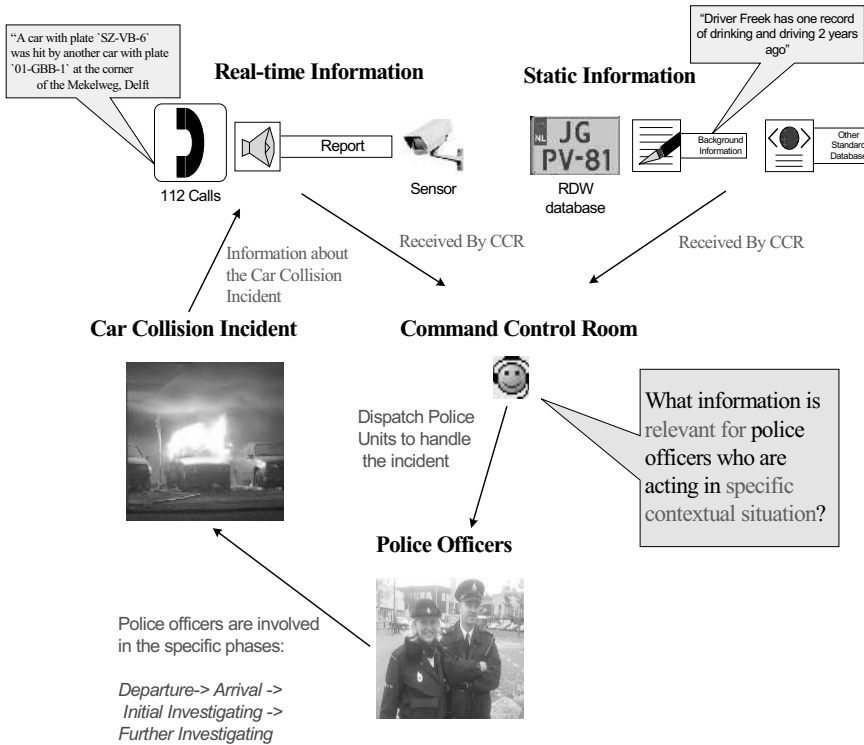 “A car with plate `SZ-VB-6`
was hit by another car with plate
`01-GBB-1` at the corner
of the Mekelweg, Delft
“Driver Freek has one record
of drinking and driving 2 years
ago”
Real-time Information
Static Information
Report
NL
JG
PV-81
Background
Information
Other
Standard
Database
112 Calls
Sensor
RDW
database
Information about
the Car Collision
Incident
Received By CCR
Received By CCR
Car Collision Incident
Command Control Room
Dispatch Police
Units to handle
the incident
What information is
relevant for police
officers who are
acting in specific
contextual situation?
Police Officers
Police officers are involved
in the specific phases:
Departure-> Arrival ->
Initial Investigating ->
Further Investigating